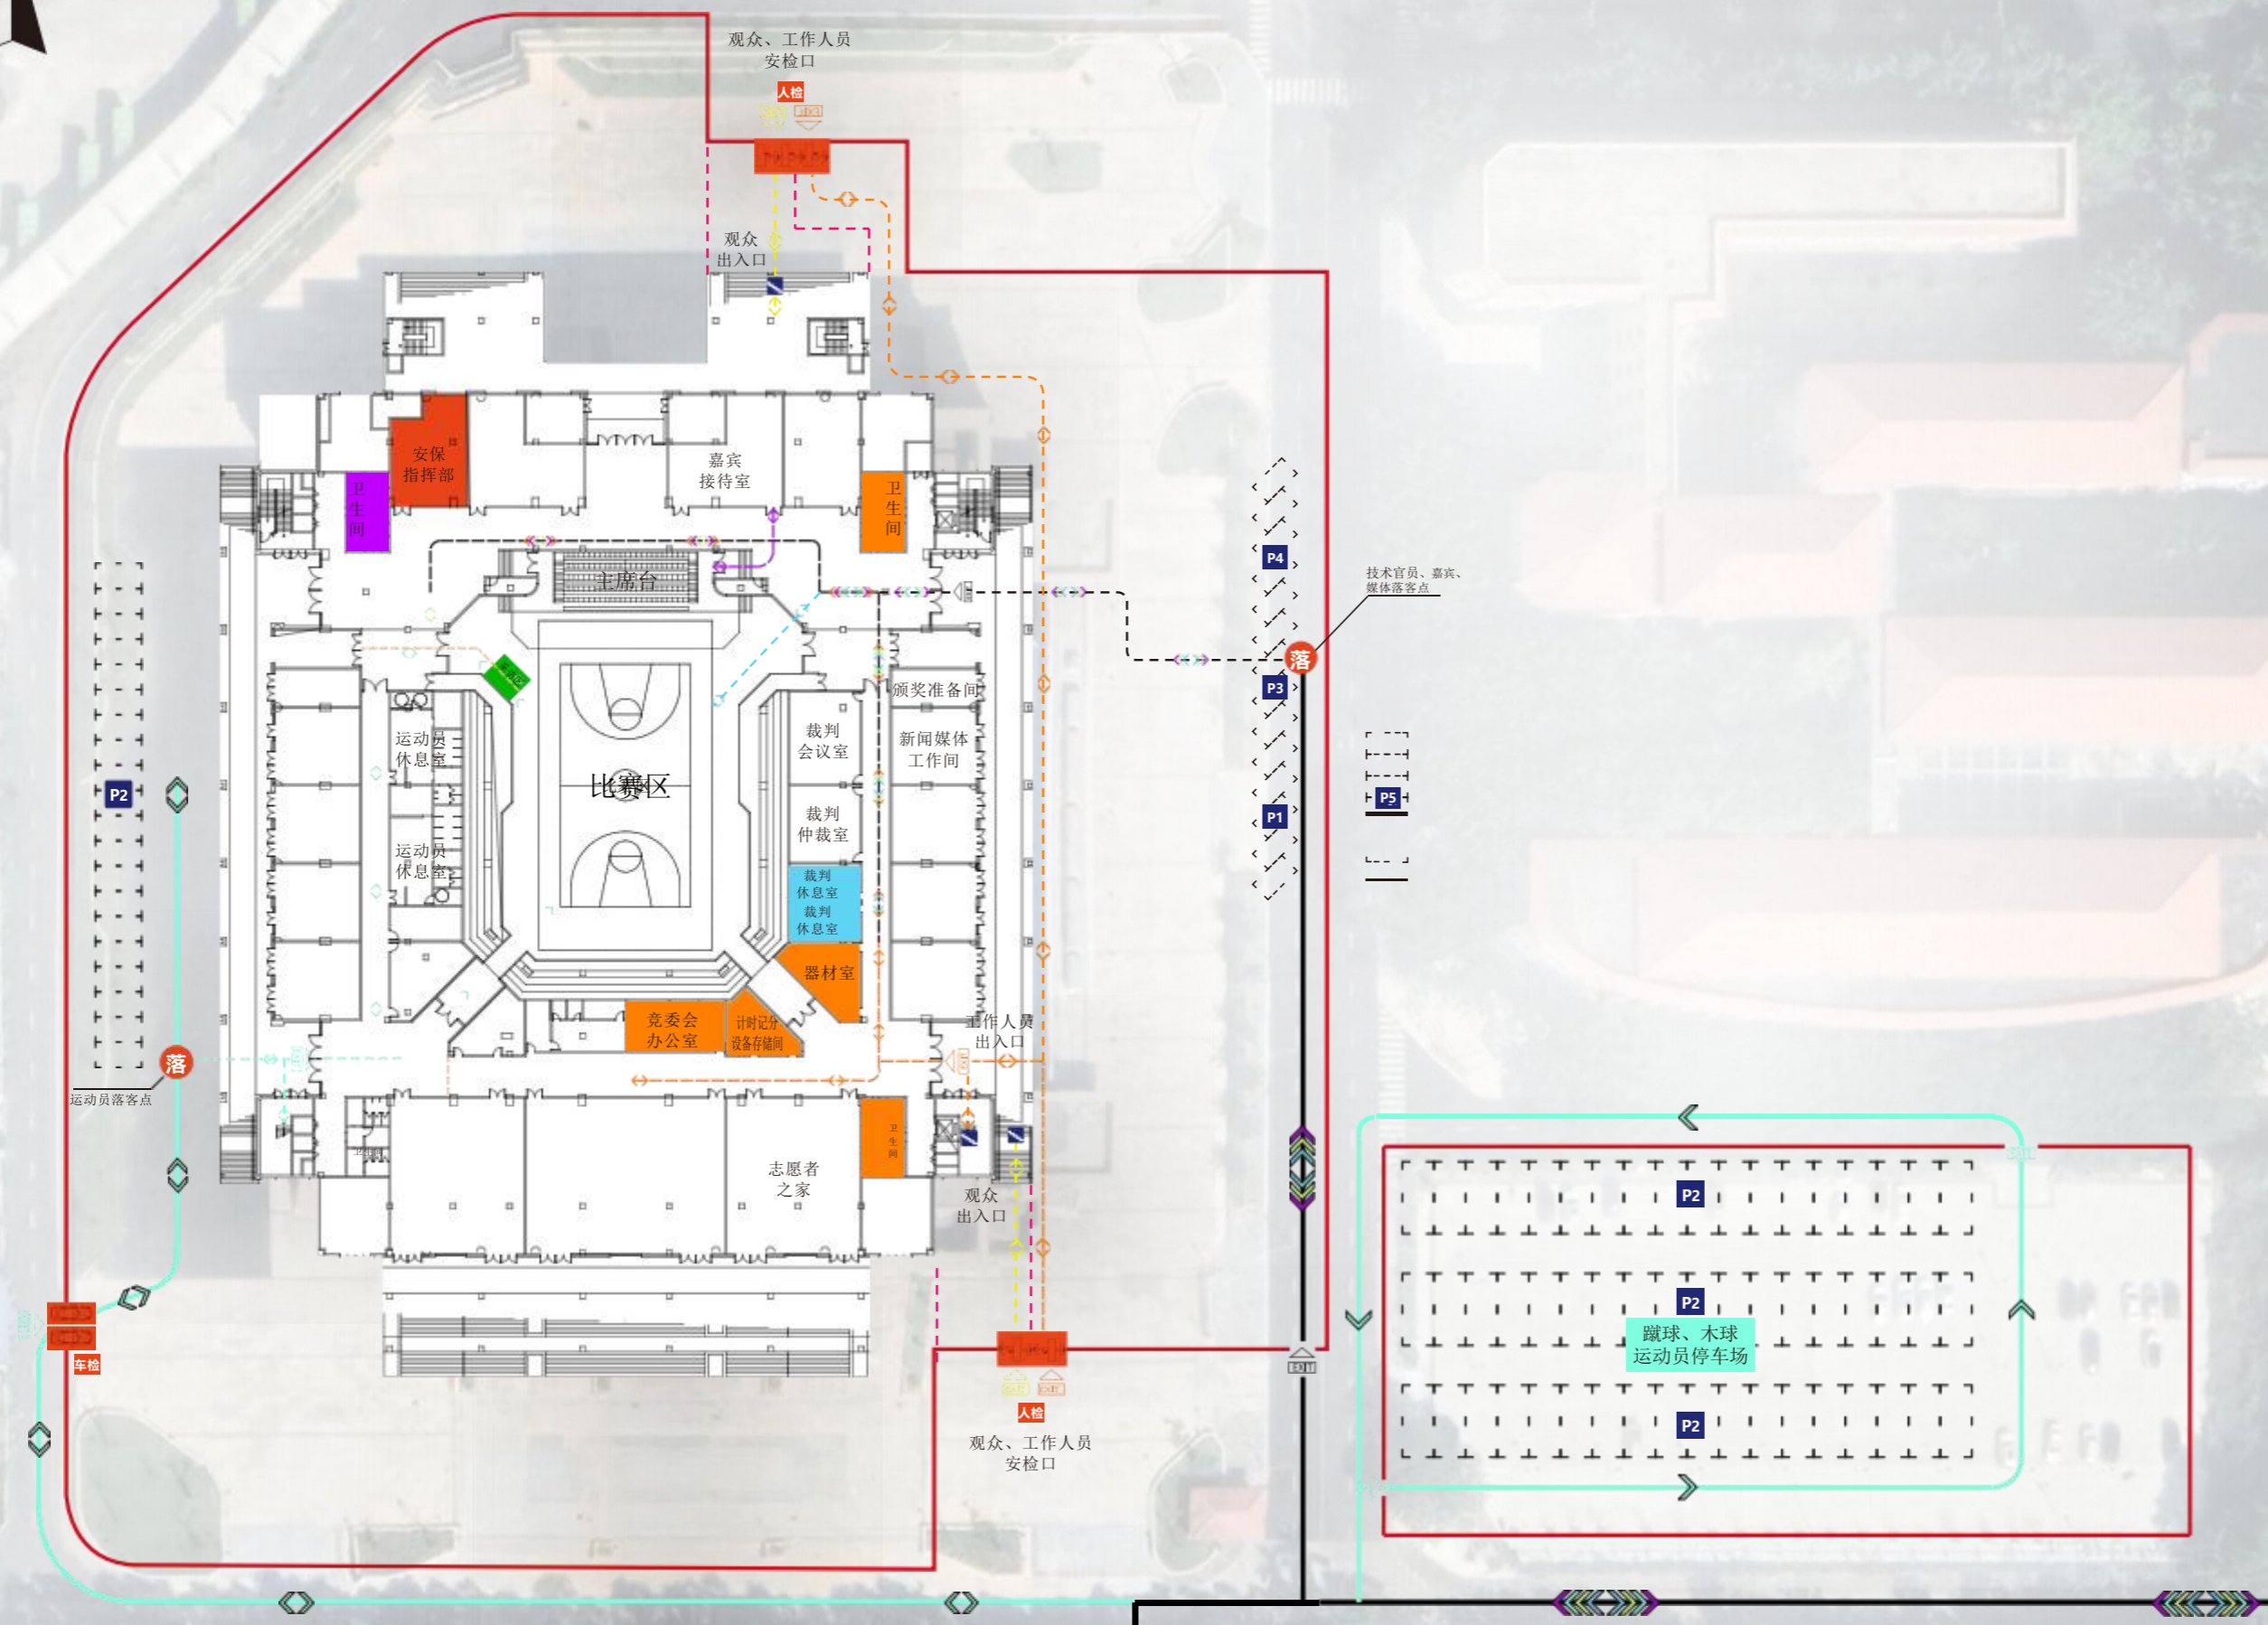 观众、工作人员
安检口
人检
观众
出入口
安保
指挥部
嘉宾
接待室
卫
生
间
卫
生
间
主席台
P4
技术官员、嘉宾、
媒体落客点
落
P3
颁奖准备间
运动员
休息室
裁判
会议室
新闻媒体
工作间
比赛区
P2
P5
P1
裁判
仲裁室
运动员
休息室
裁判
休息室
裁判
休息室
器材室
竞委会
办公室
计时记分
设备存储间
工作人员
出入口
落
运动员落客点
卫
生
间
志愿者
之家
观众
出入口
P2
P2
蹴球、木球
运动员停车场
P2
车检
EXIT
人检
观众、工作人员
安检口